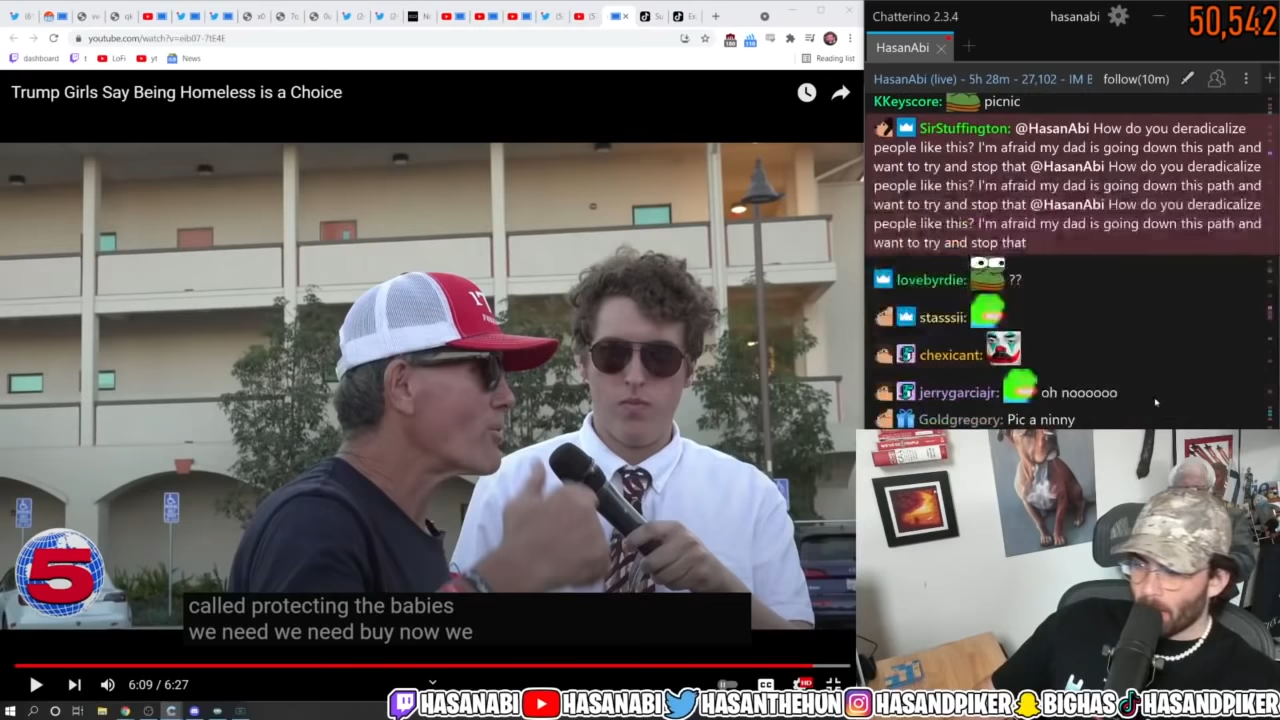 youtube.com/watch?v=eib07-7tE4E
dashboard
t
LoFi
yt
News
Reading list
Trump Girls Say Being Homeless is a Choice
5
called protecting the babies
we need we need buy now we
6:09 / 6:27
CC
HD
Chatterino 2.3.4
hasanabi
50,542
HasanAbi
HasanAbi (live) - 5h 28m - 27,102 - IM B
follow(10m)
KKeyscore: picnic
SirStuffington: @HasanAbi How do you deradicalize
people like this? I'm afraid my dad is going down this path and
want to try and stop that @HasanAbi How do you deradicalize
people like this? I'm afraid my dad is going down this path and
want to try and stop that @HasanAbi How do you deradicalize
people like this? I'm afraid my dad is going down this path and
want to try and stop that
lovebyrdie: ??
stasssii:
chexicant:
jerrygarciajr: oh noooooo
Goldgregory: Pic a ninny
HASANABI HASANABI HASANTHEHUN HASANDPIKER BIGHAS HASANDPIKER